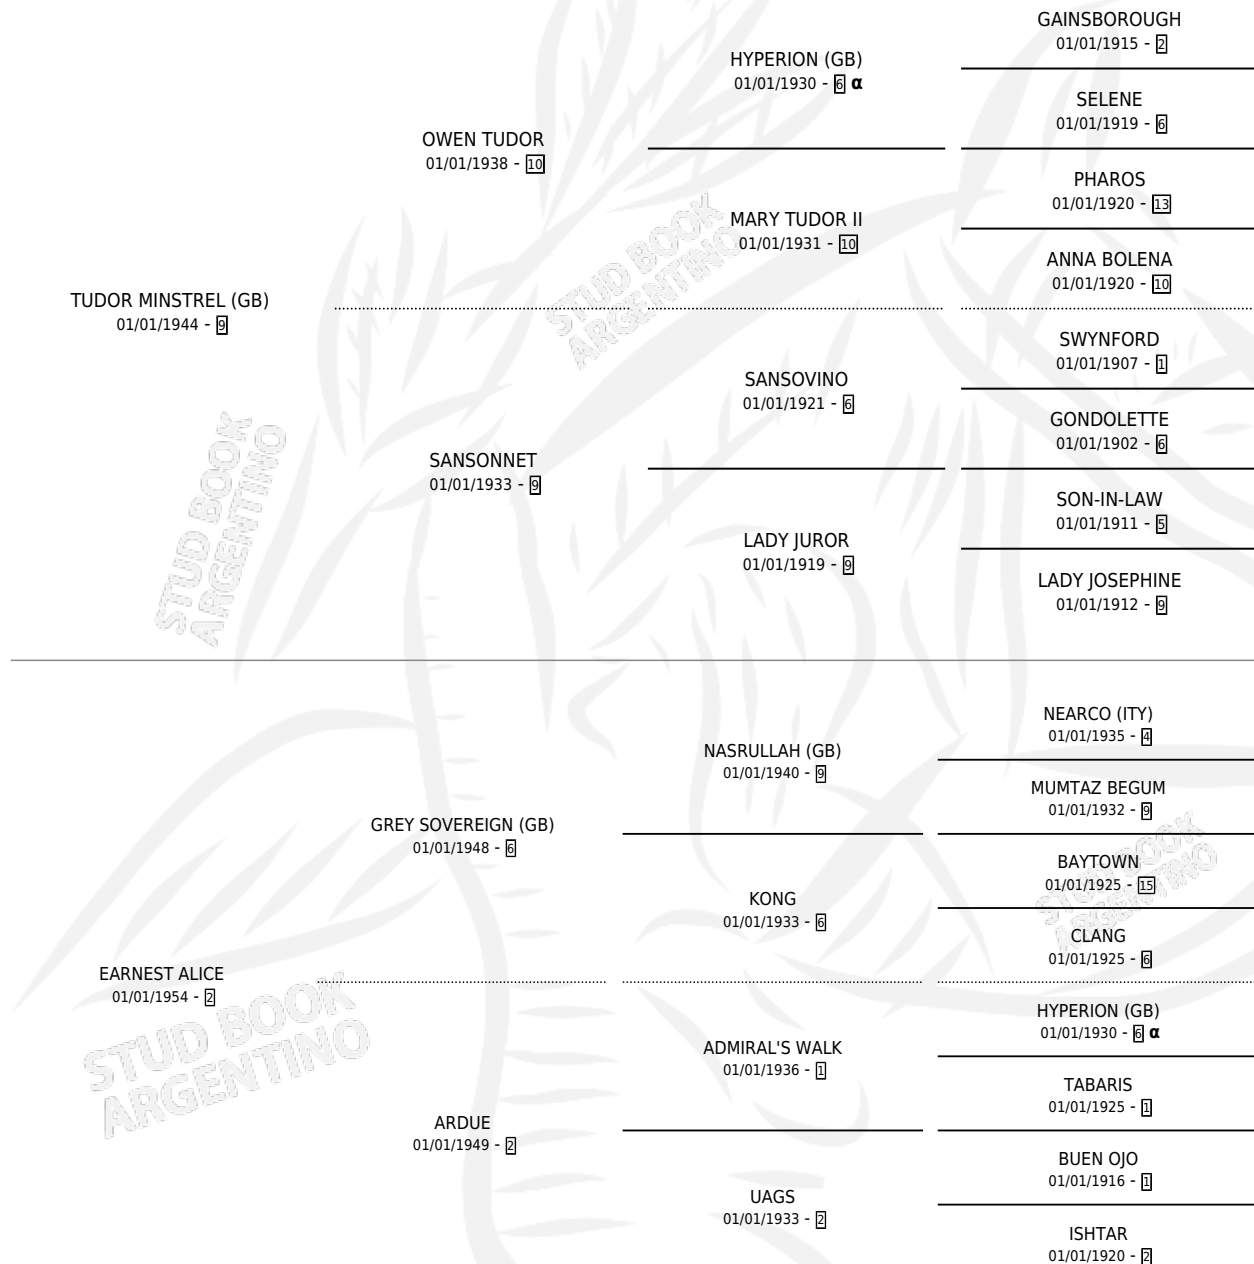 GAINSBOROUGH
01/01/1915 - 2
HYPERION (GB)
01/01/1930 - 6 α
SELENE
01/01/1919 - 6
OWEN TUDOR
01/01/1938 - 10
PHAROS
01/01/1920 - 13
MARY TUDOR II
01/01/1931 - 10
ANNA BOLENA
01/01/1920 - 10
STUD BOOK
ARGENTINO
TUDOR MINSTREL (GB)
01/01/1944 - 9
SWYNFORD
01/01/1907 - 1
SANSOVINO
01/01/1921 - 6
GONDOLETTE
01/01/1902 - 6
SANSONNET
01/01/1933 - 9
SON-IN-LAW
01/01/1911 - 5
LADY JUROR
01/01/1919 - 9
LADY JOSEPHINE
01/01/1912 - 9
STUD BOOK
ARGENTINO
NEARCO (ITY)
01/01/1935 - 4
NASRULLAH (GB)
01/01/1940 - 9
MUMTAZ BEGUM
01/01/1932 - 9
GREY SOVEREIGN (GB)
01/01/1948 - 6
BAYTOWN
01/01/1925 - 15
KONG
01/01/1933 - 6
CLANG
01/01/1925 - 6
STUD BOOK
ARGENTINO
EARNEST ALICE
01/01/1954 - 2
HYPERION (GB)
01/01/1930 - 6 α
ADMIRAL'S WALK
01/01/1936 - 1
TABARIS
01/01/1925 - 1
ARDUE
01/01/1949 - 2
BUEN OJO
01/01/1916 - 1
UAGS
01/01/1933 - 2
ISHTAR
01/01/1920 - 2
STUD BOOK
ARGENTINO